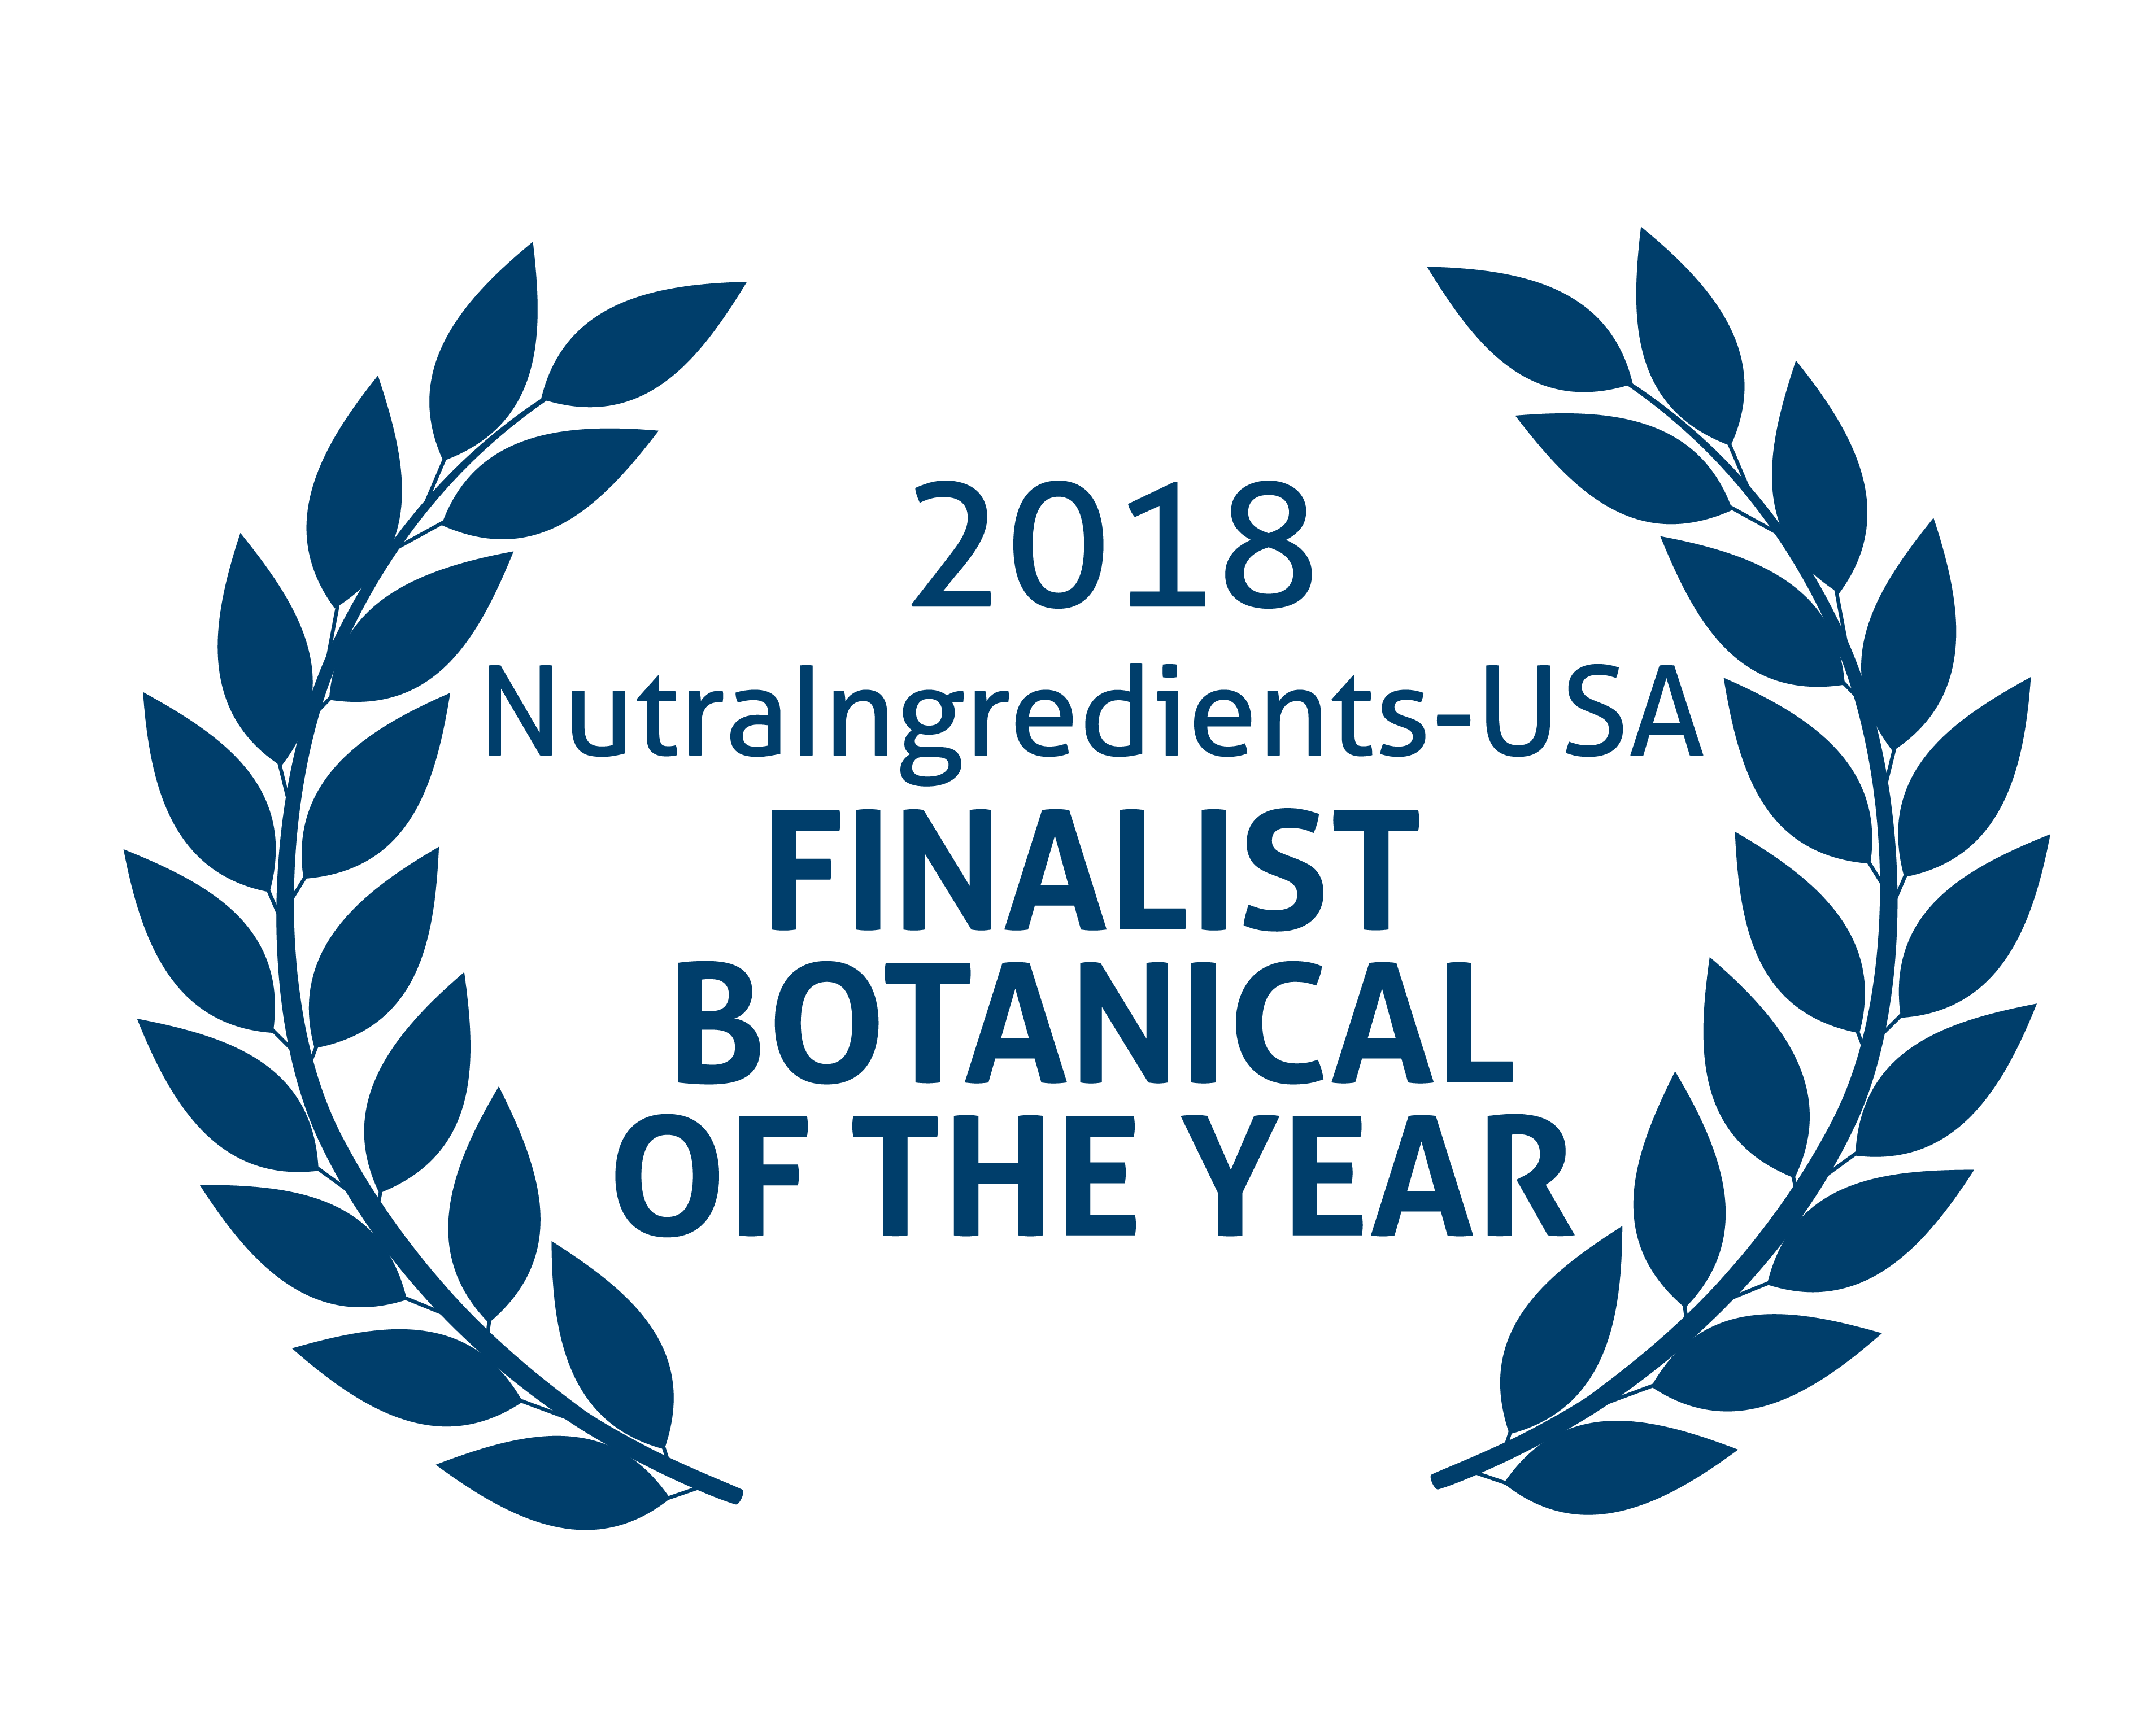 2018
NutraIngredients-USA
FINALIST
BOTANICAL
OF THE YEAR